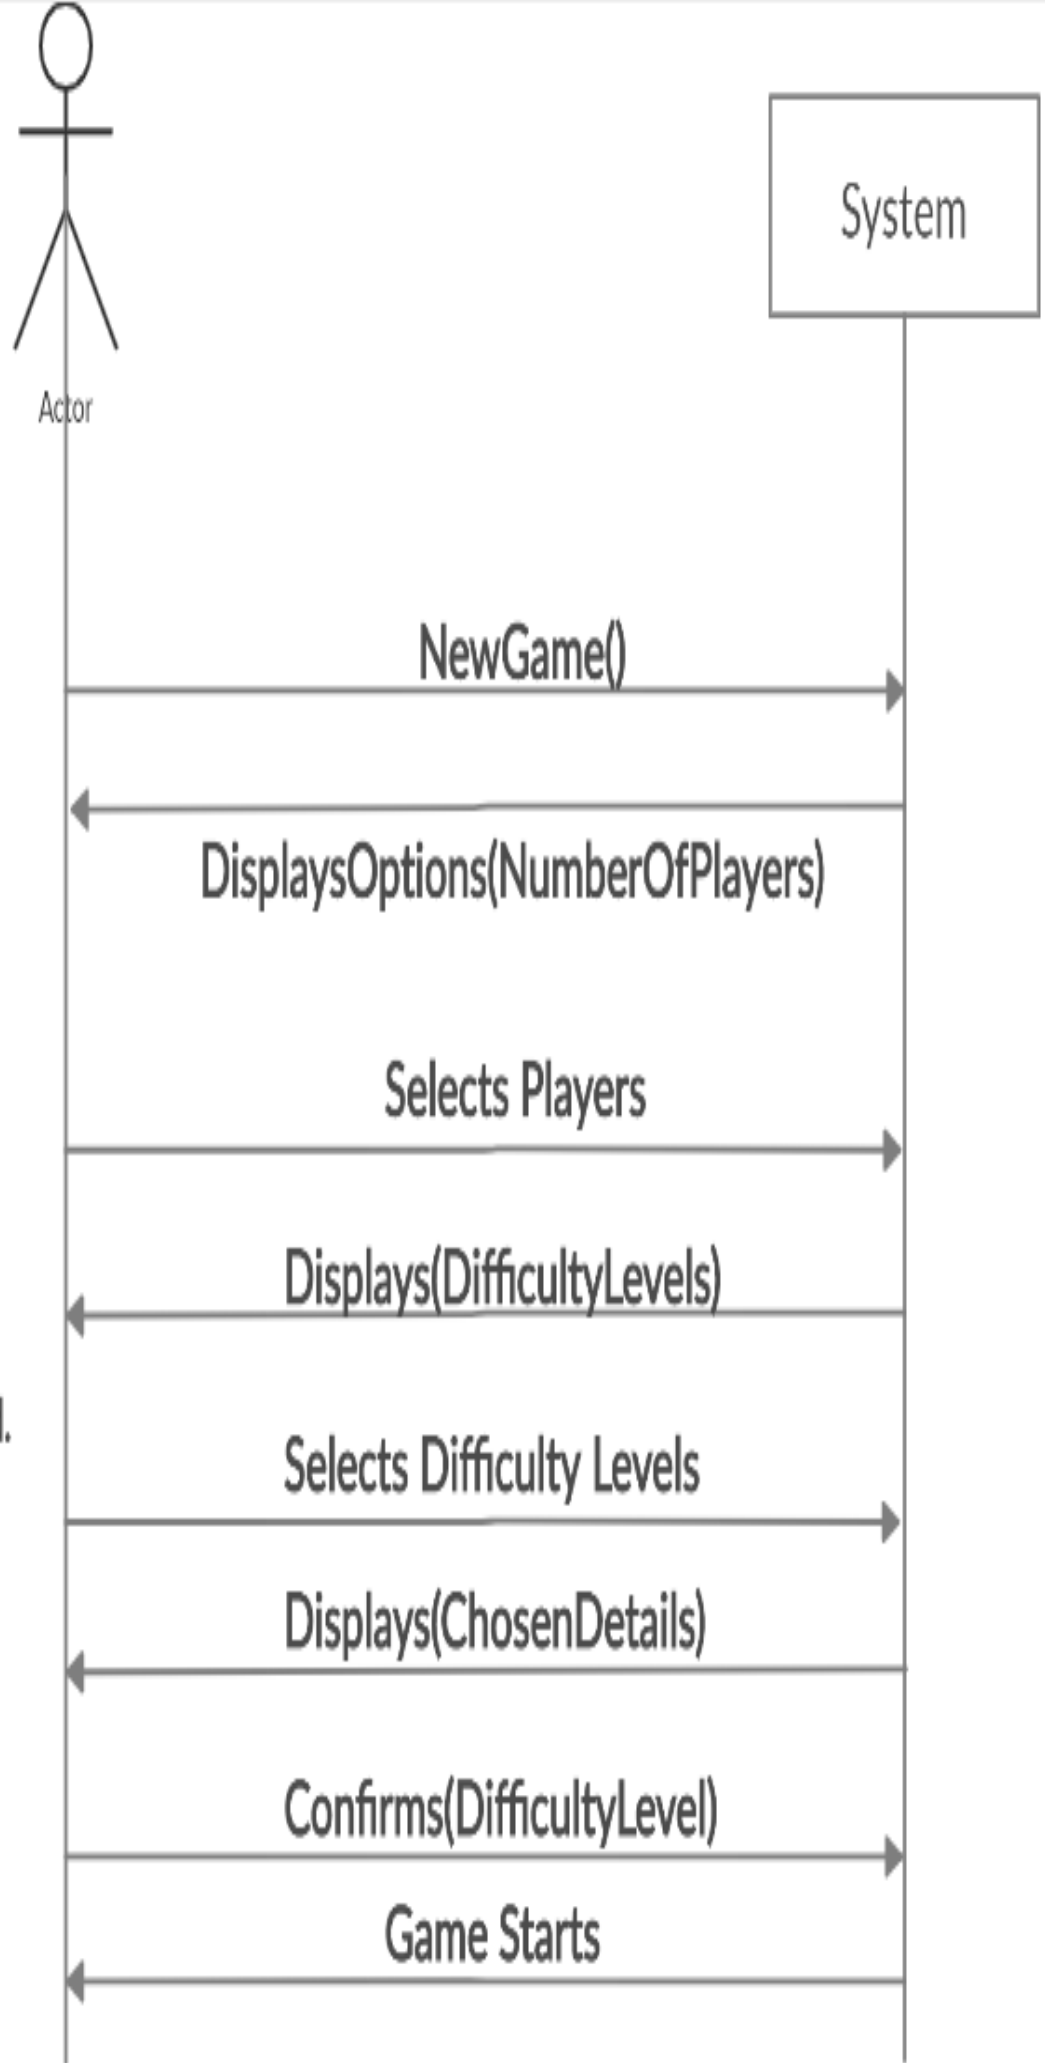 System
Actor
NewGame()
DisplaysOptions(NumberOfPlayers)
Selects Players
Displays(DifficultyLevels)
Selects Difficulty Levels
Displays(ChosenDetails)
Confirms(DifficultyLevel)
Game Starts